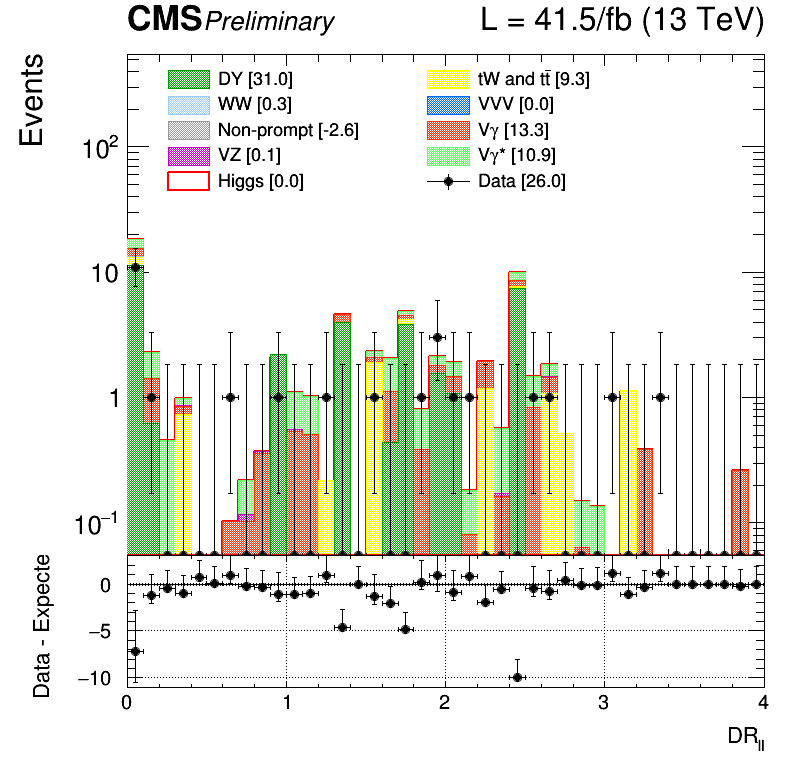 CMS Preliminary L = 41.5/fb (13 TeV)
Events
DY [31.0] tW and tt̄ [9.3]
WW [0.3] VVV [0.0]
Non-prompt [-2.6] Vγ [13.3]
VZ [0.1] Vγ* [10.9]
Higgs [0.0] Data [26.0]
10²
10
1
10⁻¹
Data - Expecte
0
−5
−10
0 1 2 3 4
DR_ll